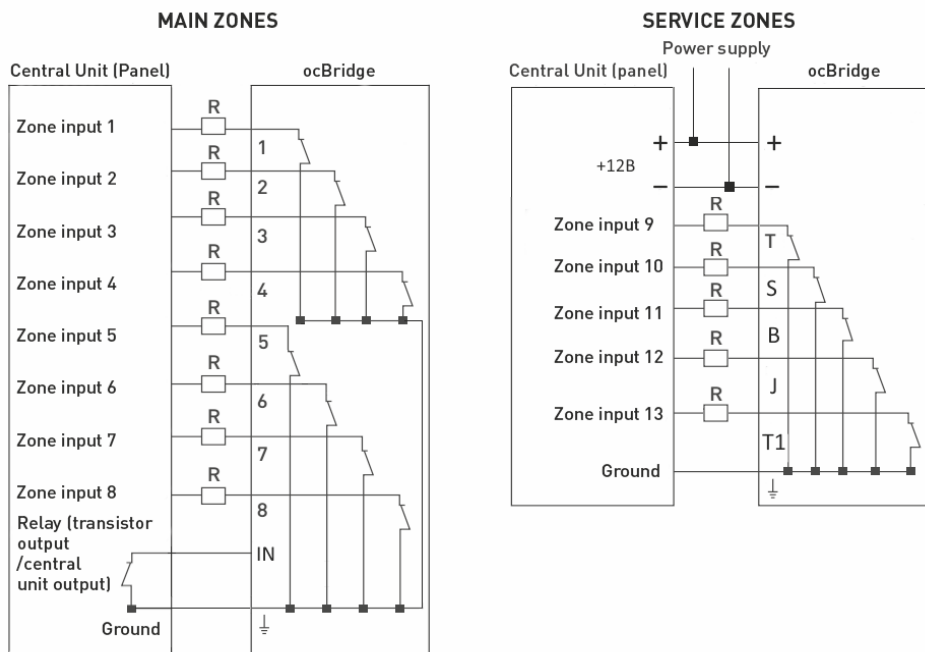 MAIN ZONES
Central Unit (Panel)
ocBridge
Zone input 1
R
1
Zone input 2
R
2
Zone input 3
R
3
Zone input 4
R
4
Zone input 5
R
5
Zone input 6
R
6
Zone input 7
R
7
Zone input 8
R
8
Relay (transistor
output
/central
unit output)
IN
Ground
SERVICE ZONES
Power supply
Central Unit (panel)
ocBridge
+
+
+12B
−
−
Zone input 9
R
T
Zone input 10
R
S
Zone input 11
R
B
Zone input 12
R
J
Zone input 13
R
T1
Ground